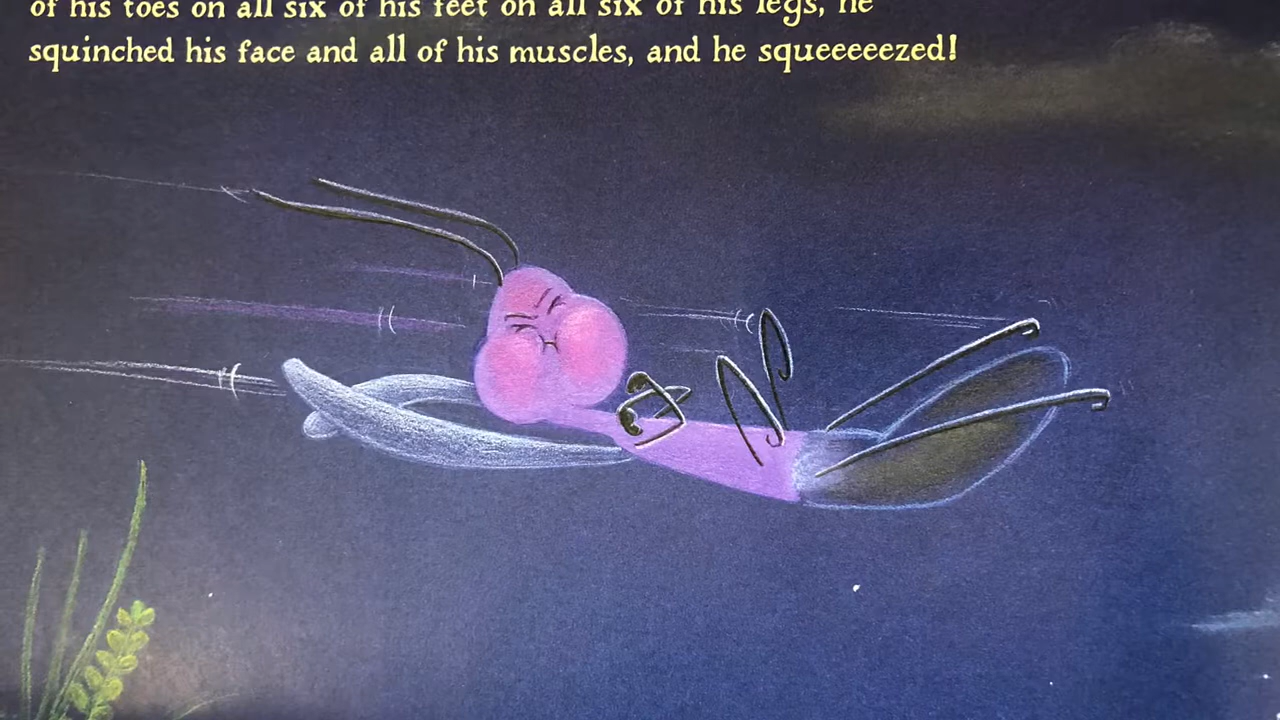 of his toes on all six of his feet on all six of his legs, he
squinched his face and all of his muscles, and he squeeeeezed!